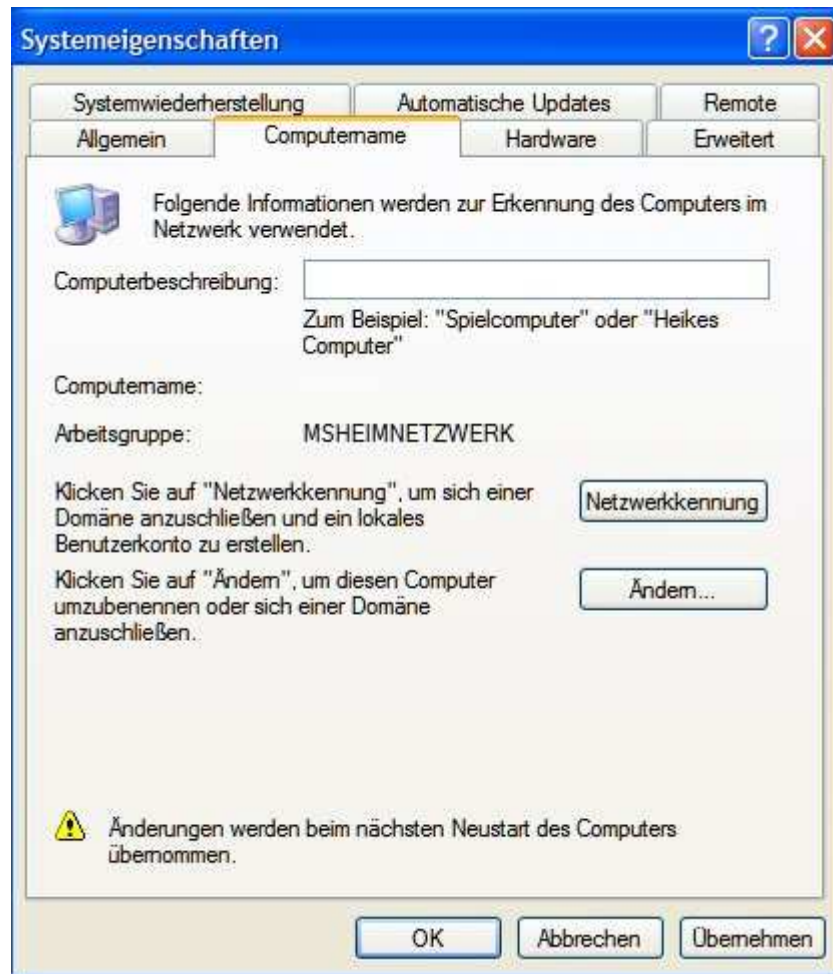 Systemeigenschaften
Systemwiederherstellung Automatische Updates Remote
Allgemein Computername Hardware Erweitert
Folgende Informationen werden zur Erkennung des Computers im
Netzwerk verwendet.
Computerbeschreibung:
Zum Beispiel: "Spielcomputer" oder "Heikes
Computer"
Computername:
Arbeitsgruppe: MSHEIMNETZWERK
Klicken Sie auf "Netzwerkkennung", um sich einer
Domäne anzuschließen und ein lokales
Benutzerkonto zu erstellen.
Netzwerkkennung
Klicken Sie auf "Ändern", um diesen Computer
umzubenennen oder sich einer Domäne
anzuschließen.
Ändern...
Änderungen werden beim nächsten Neustart des Computers
übernommen.
OK Abbrechen Übernehmen